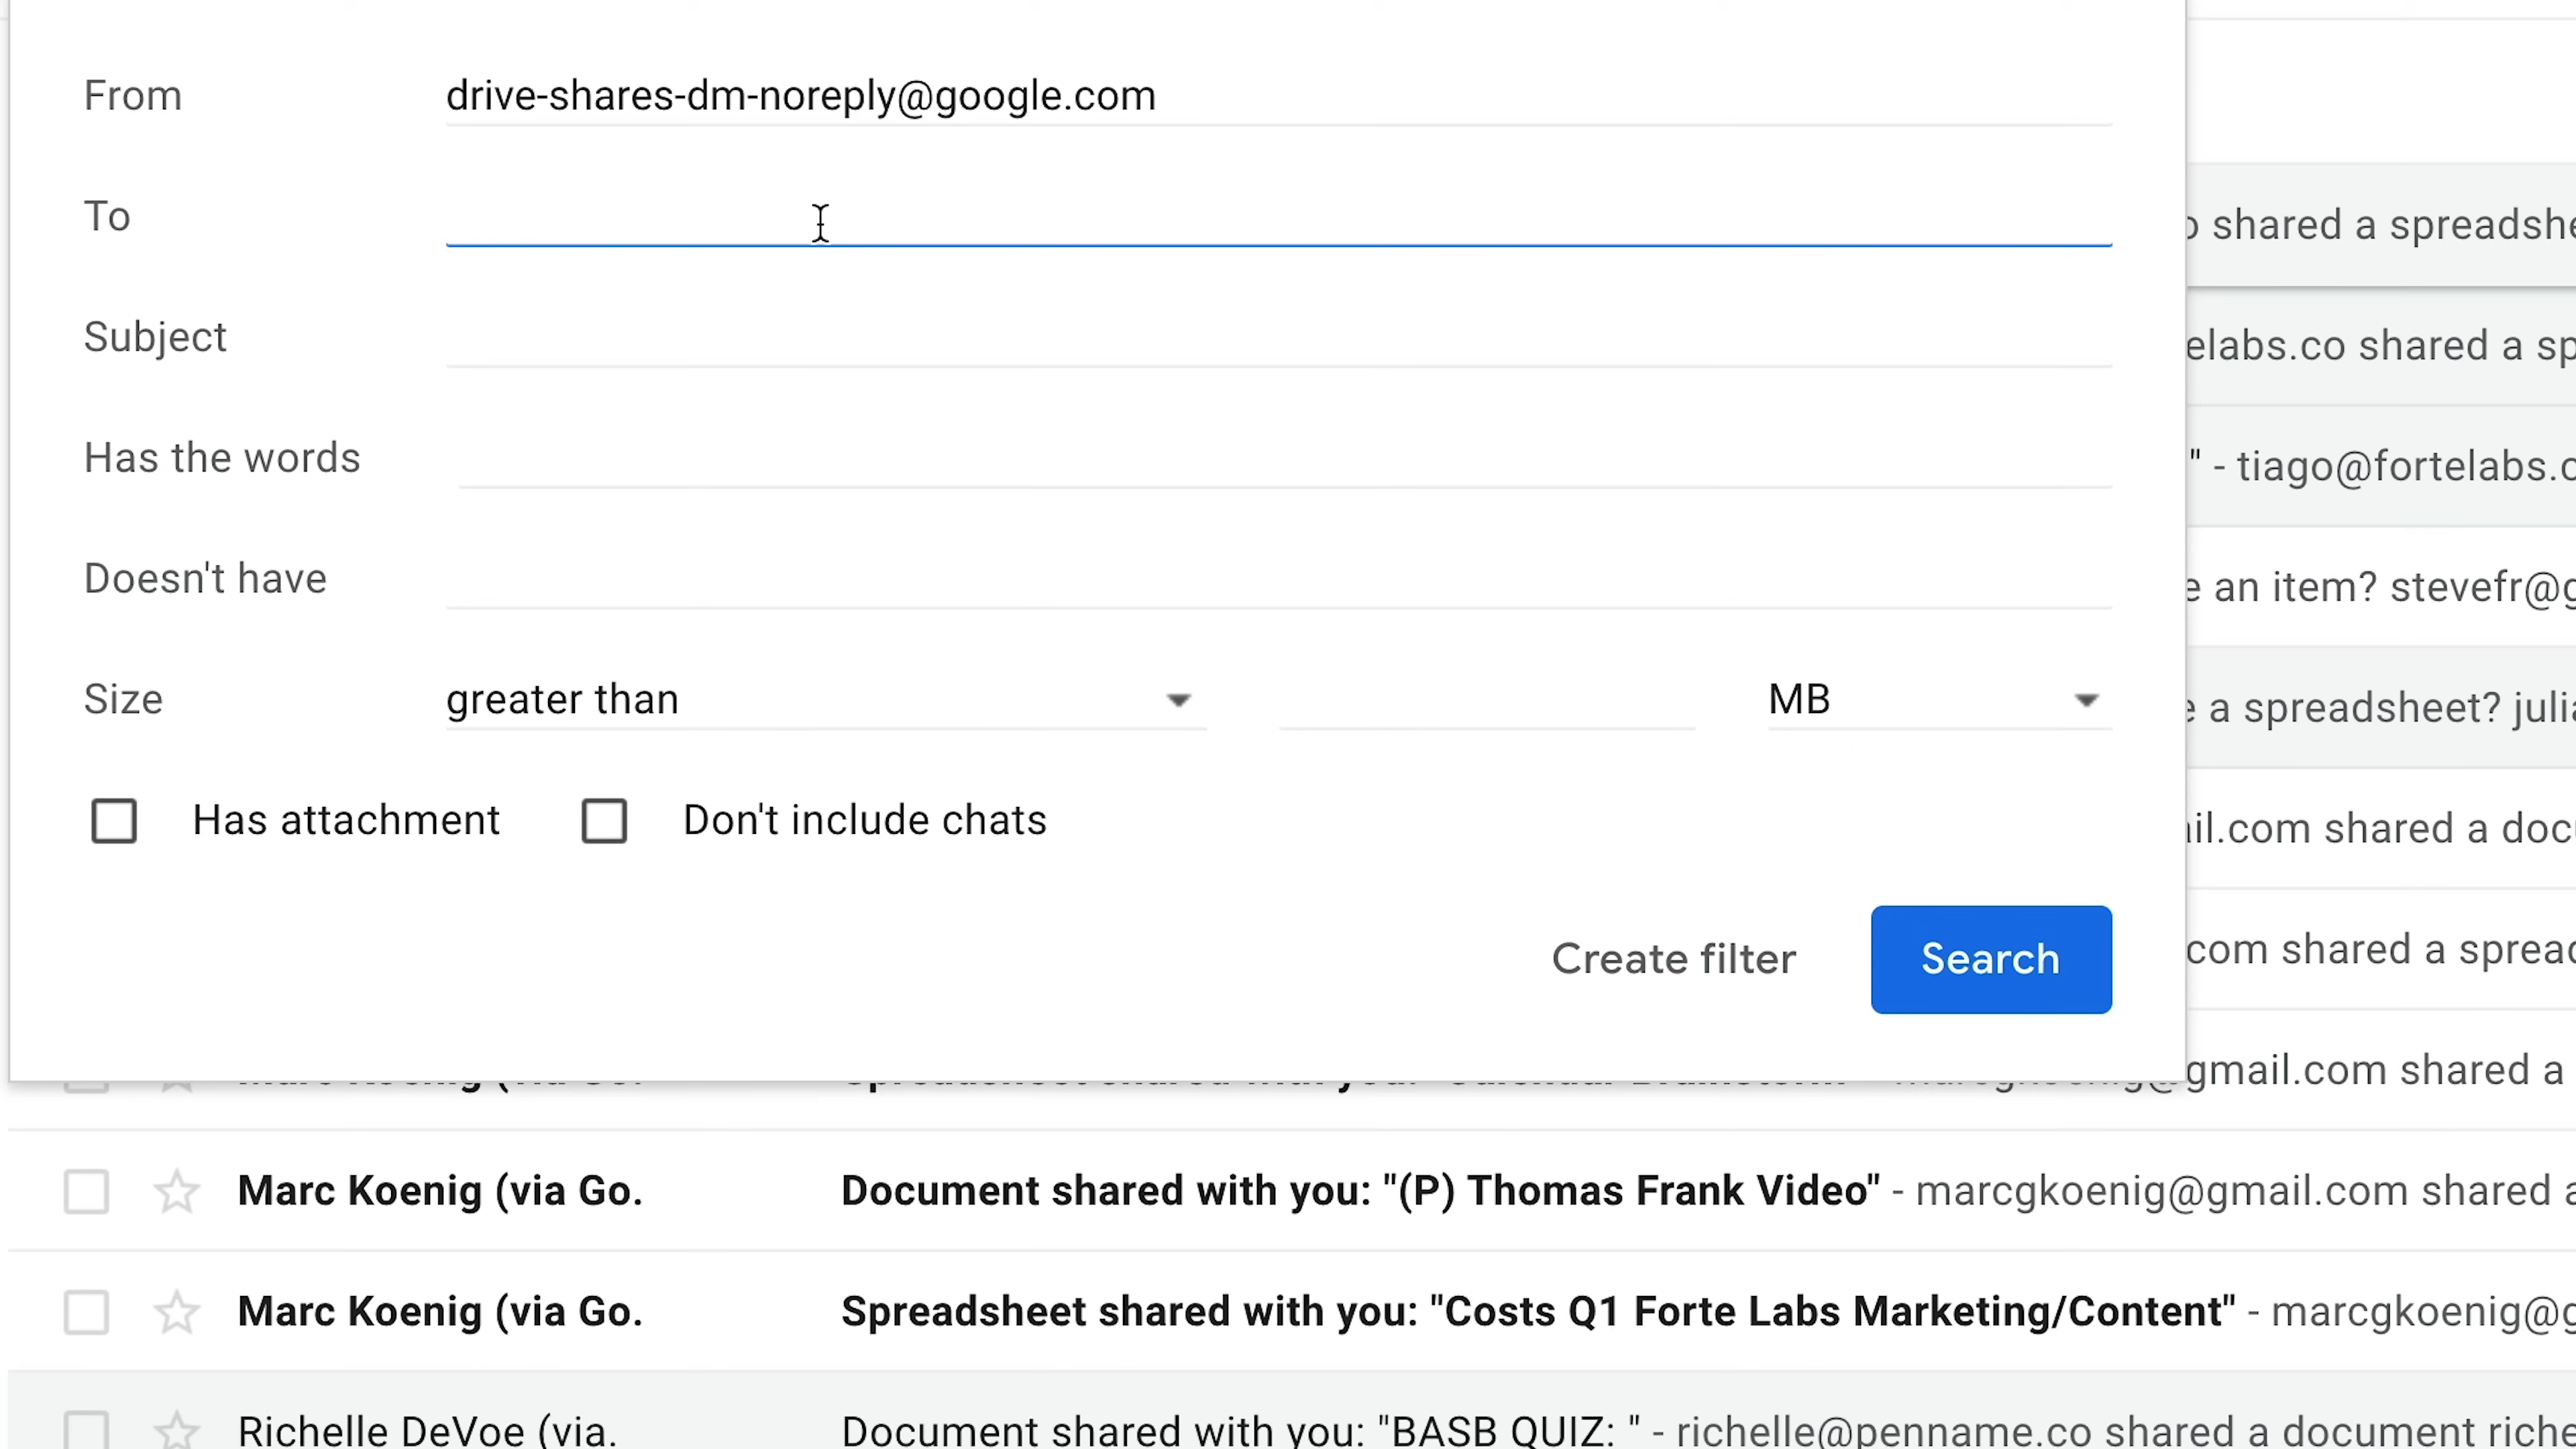 From drive-shares-dm-noreply@google.com
To
shared a spreadshe
Subject
elabs.co shared a sp
Has the words
" - tiago@fortelabs.c
Doesn't have
e an item? stevefr@g
Size greater than MB
e a spreadsheet? julia
Has attachment Don't include chats
il.com shared a doc
Create filter Search
com shared a spread
gmail.com shared a
Marc Koenig (via Go. Document shared with you: "(P) Thomas Frank Video" - marcgkoenig@gmail.com shared a
Marc Koenig (via Go. Spreadsheet shared with you: "Costs Q1 Forte Labs Marketing/Content" - marcgkoenig@g
Richelle DeVoe (via. Document shared with you: "BASB QUIZ: " - richelle@penname.co shared a document riche